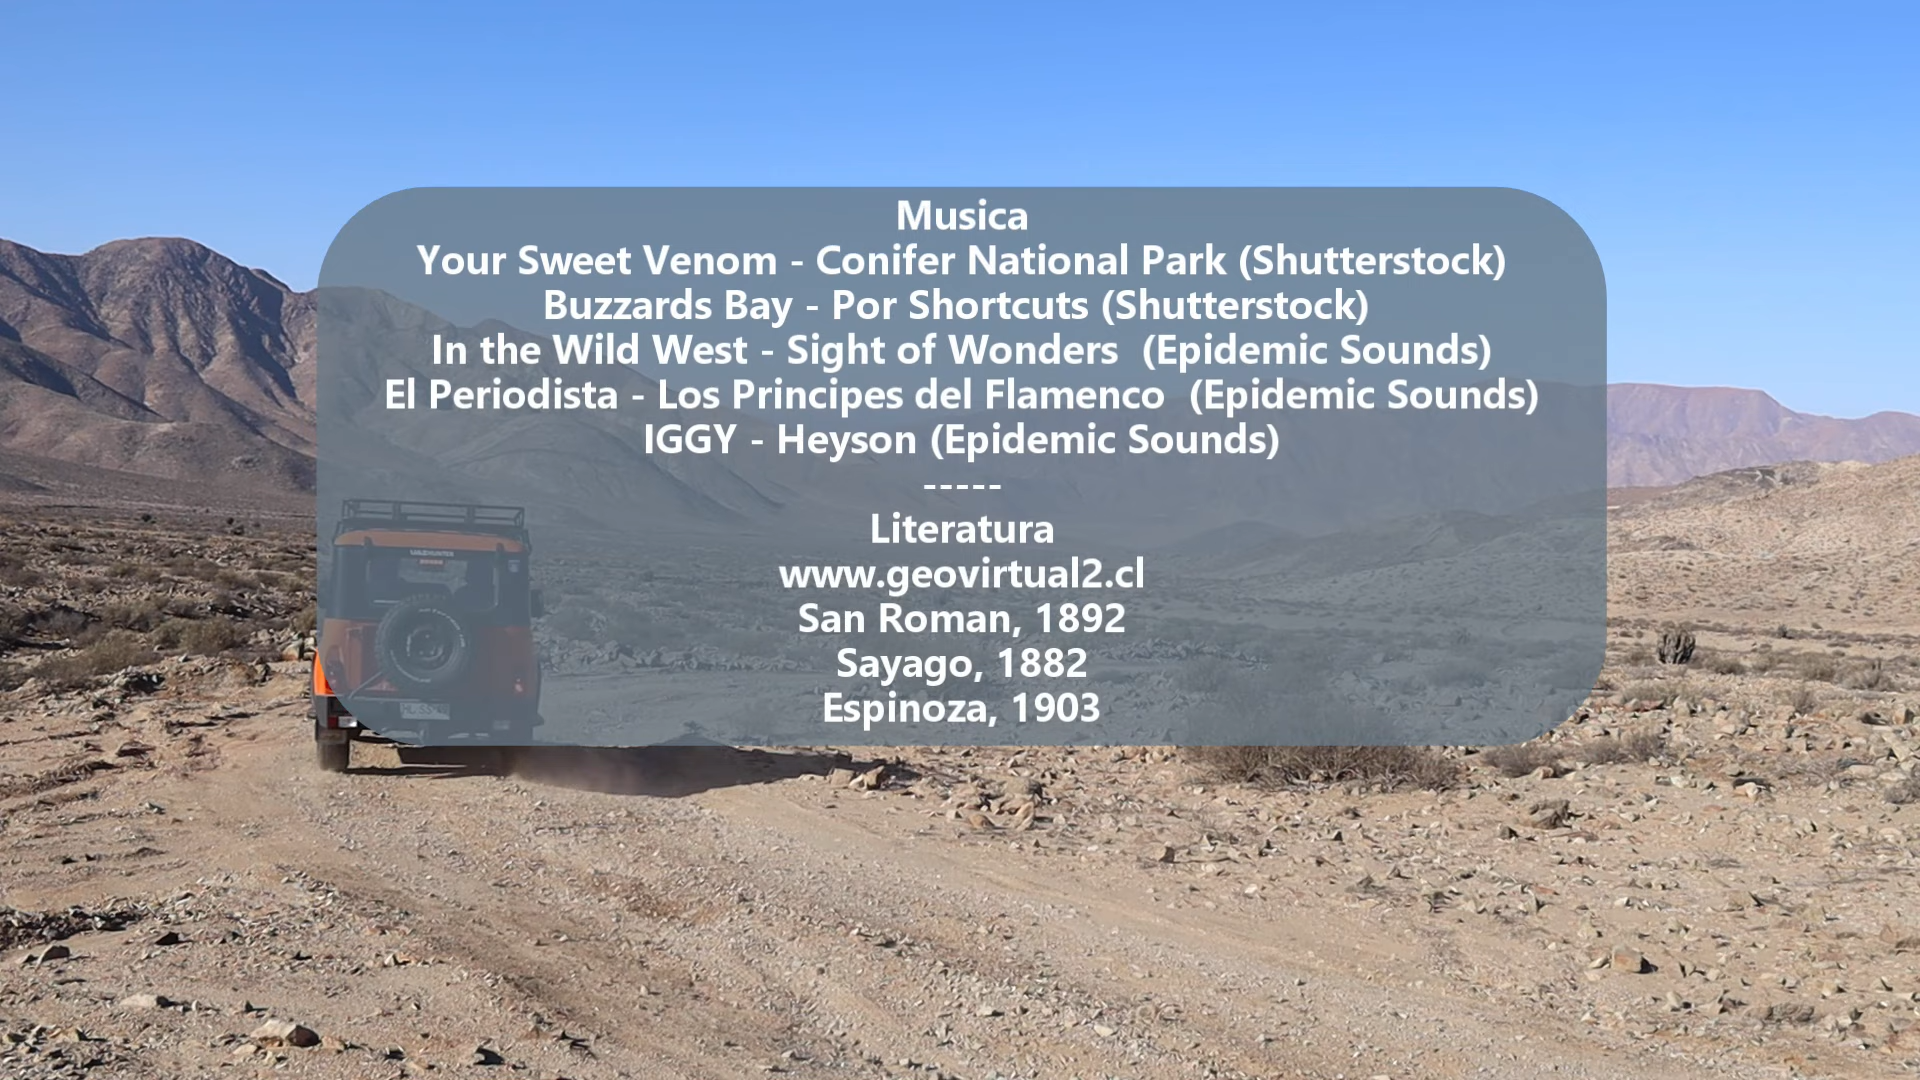 Musica
Your Sweet Venom - Conifer National Park (Shutterstock)
Buzzards Bay - Por Shortcuts (Shutterstock)
In the Wild West - Sight of Wonders  (Epidemic Sounds)
El Periodista - Los Principes del Flamenco  (Epidemic Sounds)
IGGY - Heyson (Epidemic Sounds)
-----
Literatura
www.geovirtual2.cl
San Roman, 1892
Sayago, 1882
Espinoza, 1903